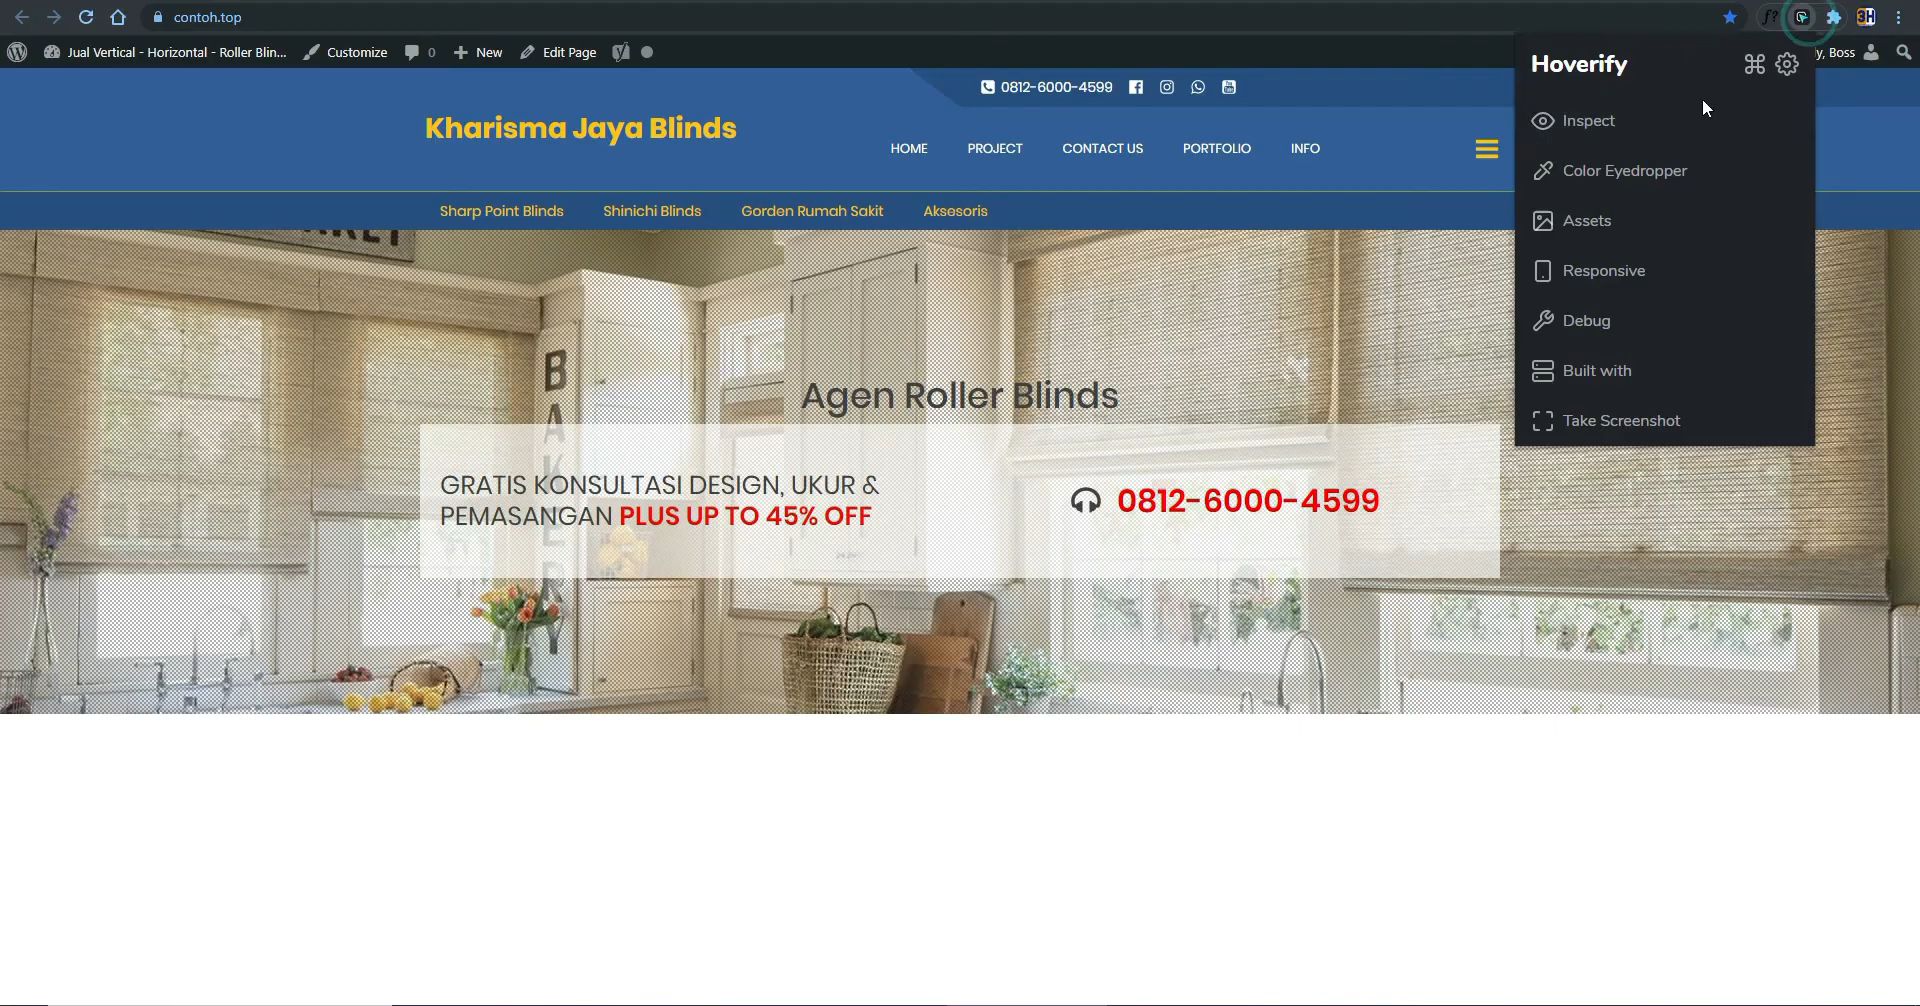 contoh.top
f?
3H
Jual Vertical - Horizontal - Roller Blin...
Customize
0
New
Edit Page
y, Boss
Hoverify
Inspect
Color Eyedropper
Assets
Responsive
Debug
Built with
Take Screenshot
0812-6000-4599
Kharisma Jaya Blinds
HOME
PROJECT
CONTACT US
PORTFOLIO
INFO
Sharp Point Blinds
Shinichi Blinds
Gorden Rumah Sakit
Aksesoris
BAKERY
Agen Roller Blinds
GRATIS KONSULTASI DESIGN, UKUR &
PEMASANGAN PLUS UP TO 45% OFF
0812-6000-4599